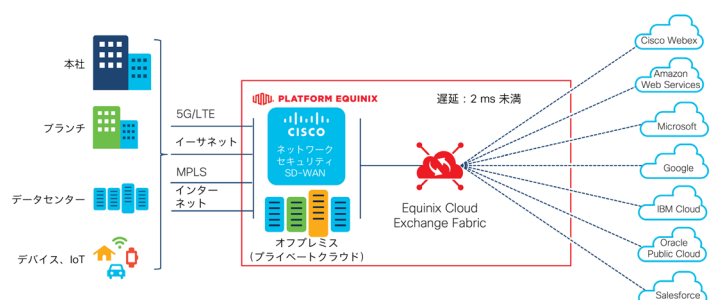 本社
ブランチ
データセンター
デバイス、IoT
5G/LTE
イーサネット
MPLS
インター
ネット
PLATFORM EQUINIX
遅延:2 ms 未満
CISCO
ネットワーク
セキュリティ
SD-WAN
オフプレミス
(プライベートクラウド)
Equinix Cloud
Exchange Fabric
Cisco Webex
Amazon
Web Services
Microsoft
Google
IBM Cloud
Oracle
Public Cloud
Salesforce